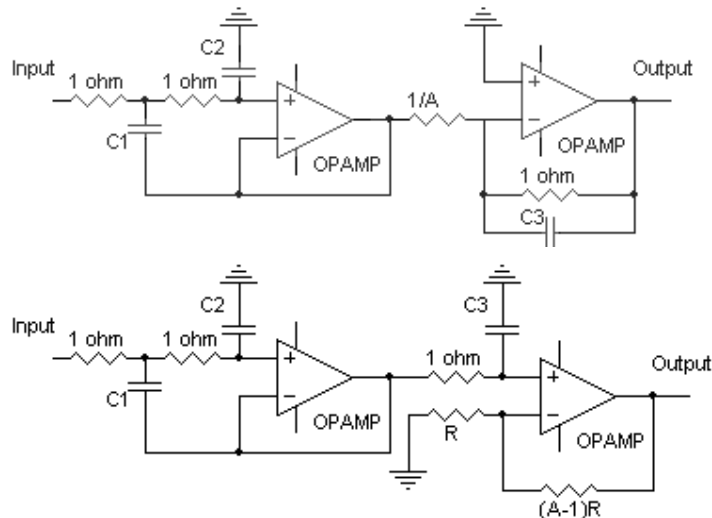 C2
Input
1 ohm
1 ohm
C1
+
−
OPAMP
1/A
+
−
Output
OPAMP
1 ohm
C3
C2
C3
Input
1 ohm
1 ohm
C1
+
−
OPAMP
1 ohm
R
+
−
Output
OPAMP
(A-1)R